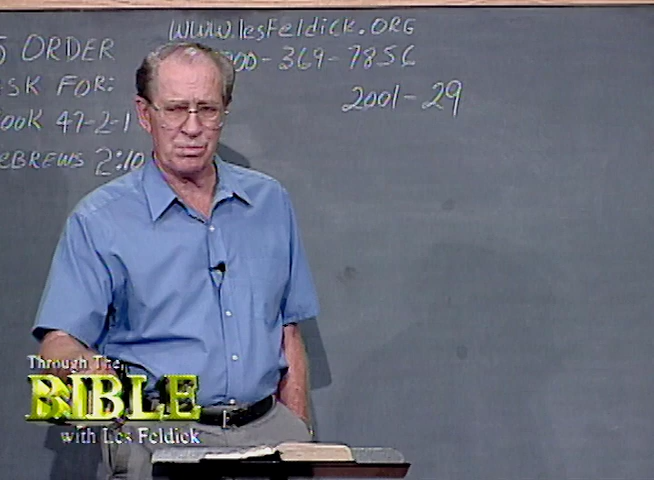 WWW.lesFeldick.ORG
ORDER
800-369-7856
SK FOR:
2001-29
OOK 47-2-1
EBREWS 2:10
Through The
BIBLE
with Les Feldick